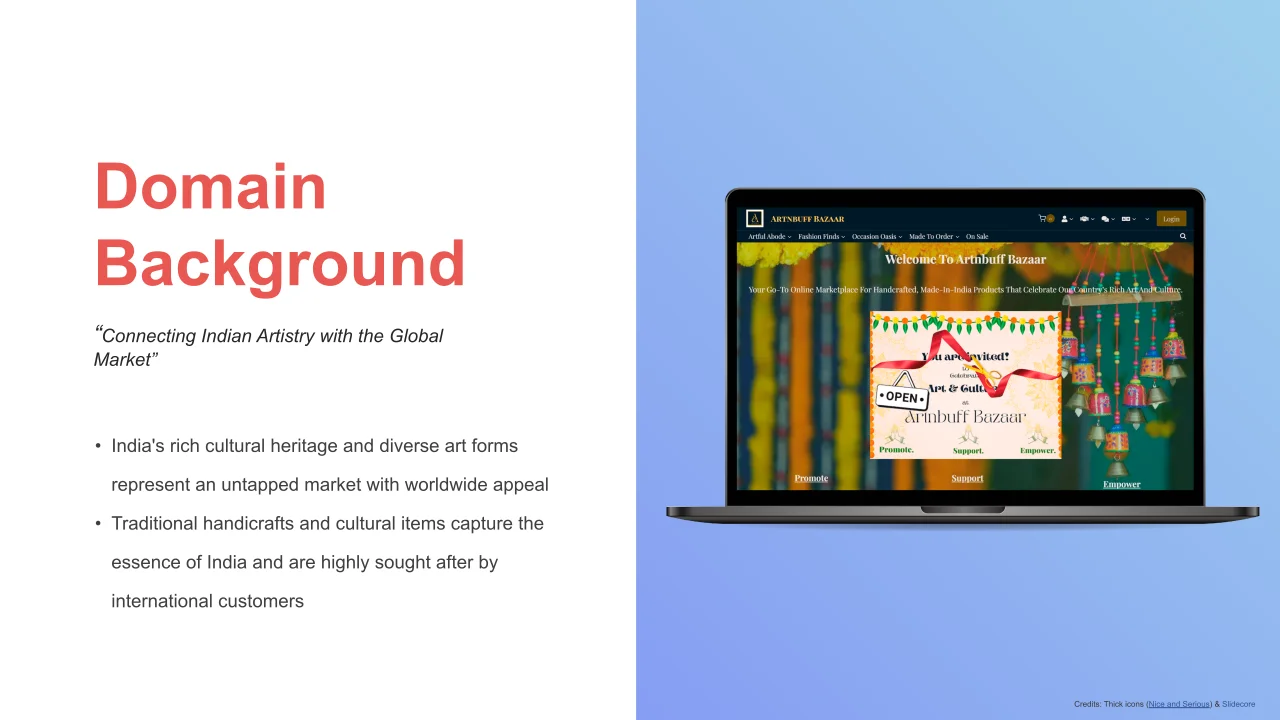 Domain
Background
“Connecting Indian Artistry with the Global
Market”
• India's rich cultural heritage and diverse art forms
represent an untapped market with worldwide appeal
• Traditional handicrafts and cultural items capture the
essence of India and are highly sought after by
international customers
ARTNBUFF BAZAAR
Login
Artful Abode Fashion Finds Occasion Oasis Made To Order On Sale
Welcome To Artnbuff Bazaar
Your Go-To Online Marketplace For Handcrafted, Made-In-India Products That Celebrate Our Country's Rich Art And Culture.
You are invited!
to
Art & Culture
OPEN
at
Artnbuff Bazaar
Promote. Support. Empower.
Promote Support Empower
Credits: Thick icons (Nice and Serious) & Slidecore